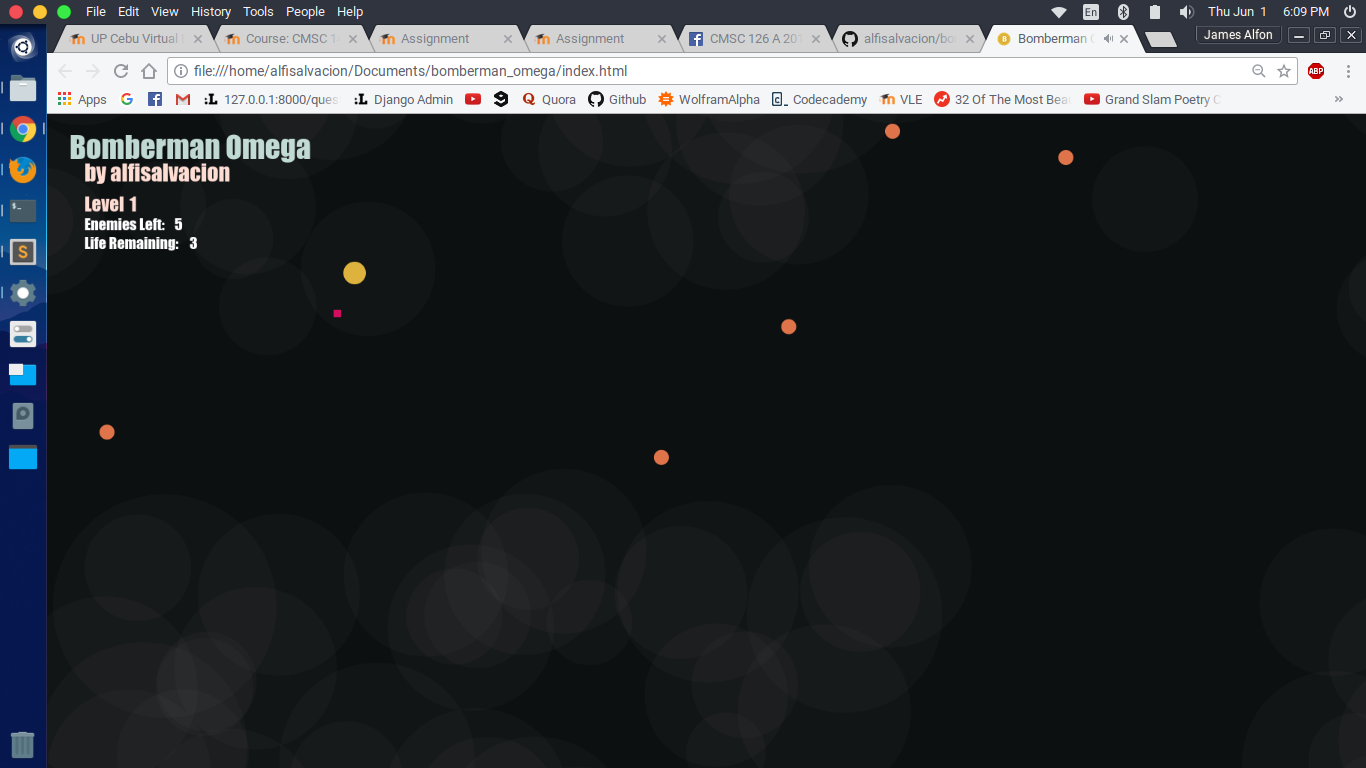 File Edit View History Tools People Help
En Thu Jun 1 6:09 PM
UP Cebu Virtual
Course: CMSC
Assignment
Assignment
CMSC 126 A
alfisalvacion/bo
Bomberman
James Alfon
file:///home/alfisalvacion/Documents/bomberman_omega/index.html
ABP
Apps
127.0.0.1:8000/ques
Django Admin
Quora
Github
WolframAlpha
Codecademy
VLE
32 Of The Most Bea
Grand Slam Poetry C
Bomberman Omega
by alfisalvacion
Level 1
Enemies Left: 5
Life Remaining: 3